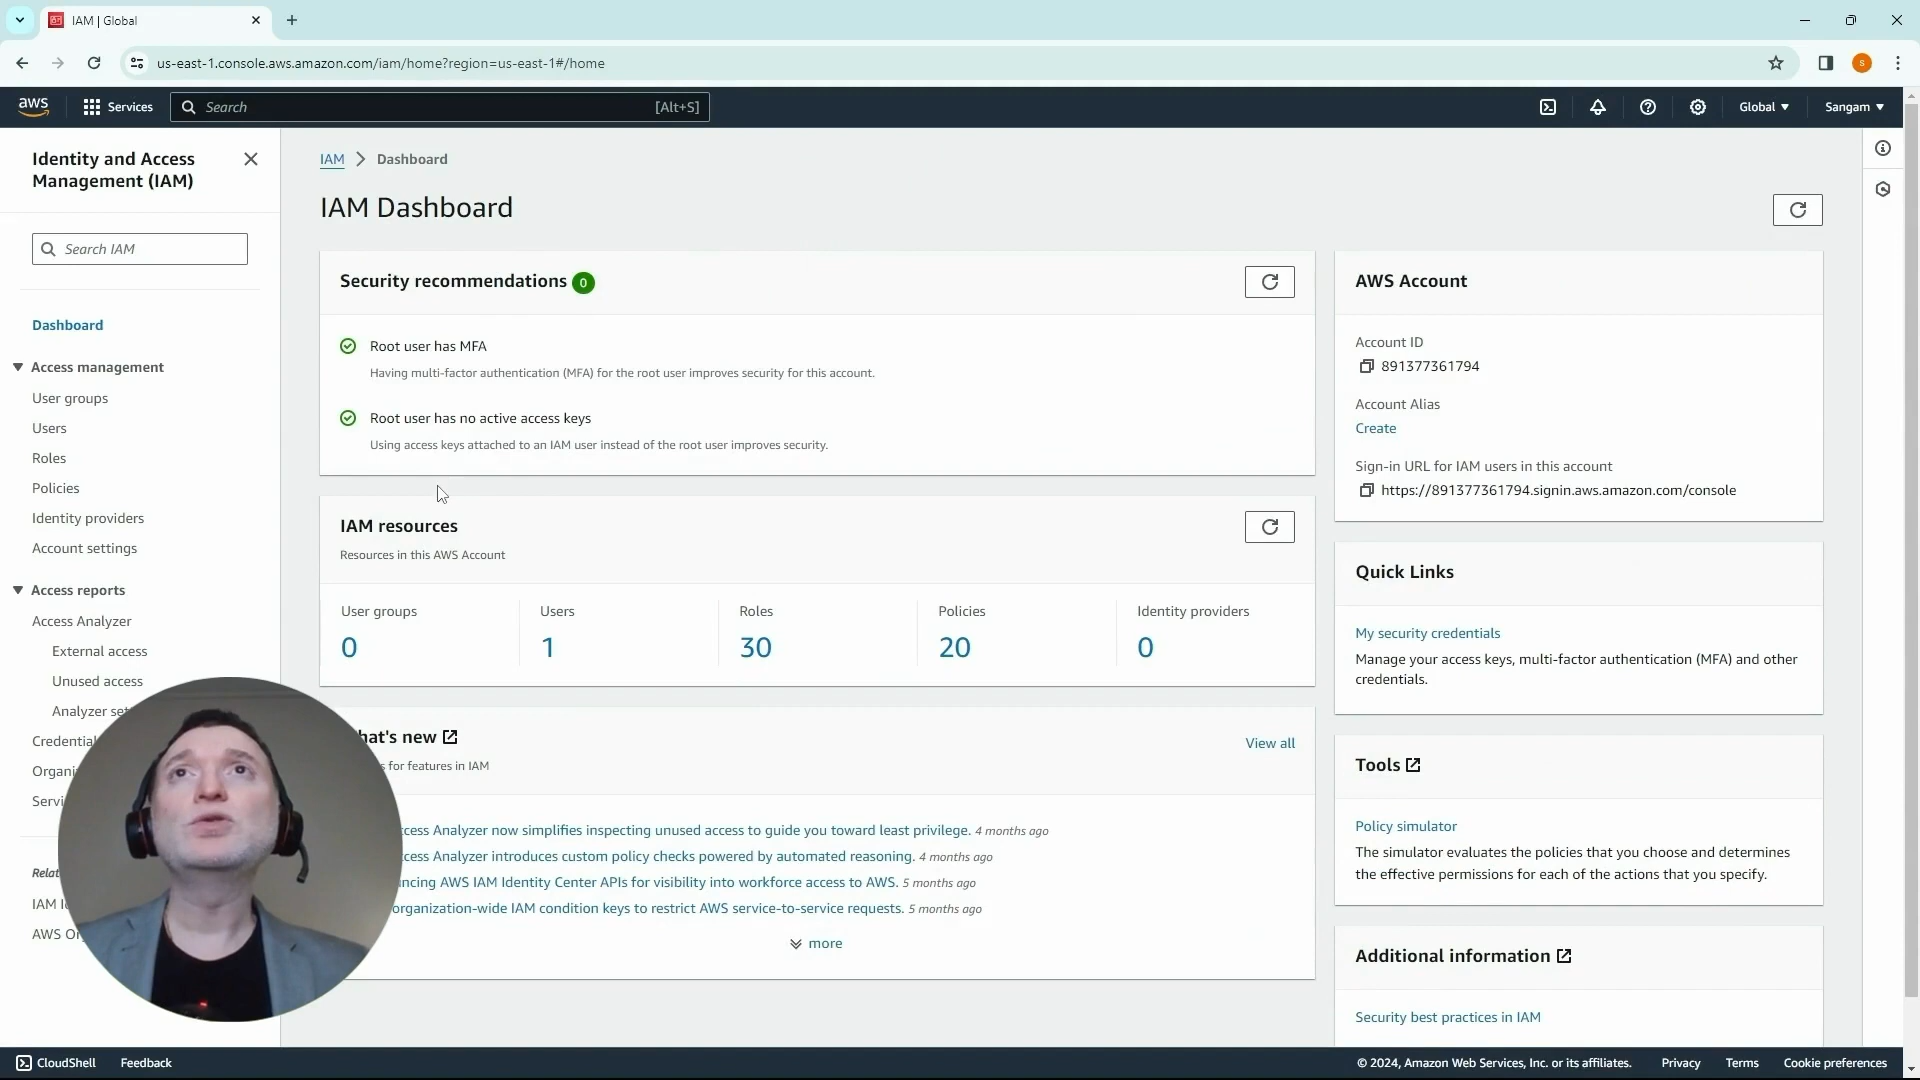 IAM | Global
us-east-1.console.aws.amazon.com/iam/home?region=us-east-1#/home
S
aws
Services
Search
[Alt+S]
Global
Sangam
Identity and Access
Management (IAM)
Search IAM
Dashboard
Access management
User groups
Users
Roles
Policies
Identity providers
Account settings
Access reports
Access Analyzer
External access
Unused access
Analyzer
IAM > Dashboard
IAM Dashboard
Security recommendations 0
Root user has MFA
Having multi-factor authentication (MFA) for the root user improves security for this account.
Root user has no active access keys
Using access keys attached to an IAM user instead of the root user improves security.
IAM resources
Resources in this AWS Account
User groups
0
Users
1
Roles
30
Policies
20
Identity providers
0
new
View all
for features in IAM
Analyzer now simplifies inspecting unused access to guide you toward least privilege. 4 months ago
Analyzer introduces custom policy checks powered by automated reasoning. 4 months ago
AWS IAM Identity Center APIs for visibility into workforce access to AWS. 5 months ago
organization-wide IAM condition keys to restrict AWS service-to-service requests. 5 months ago
more
AWS Account
Account ID
891377361794
Account Alias
Create
Sign-in URL for IAM users in this account
https://891377361794.signin.aws.amazon.com/console
Quick Links
My security credentials
Manage your access keys, multi-factor authentication (MFA) and other
credentials.
Tools
Policy simulator
The simulator evaluates the policies that you choose and determines
the effective permissions for each of the actions that you specify.
Additional information
Security best practices in IAM
IAM
AWS
CloudShell
Feedback
© 2024, Amazon Web Services, Inc. or its affiliates.
Privacy
Terms
Cookie preferences